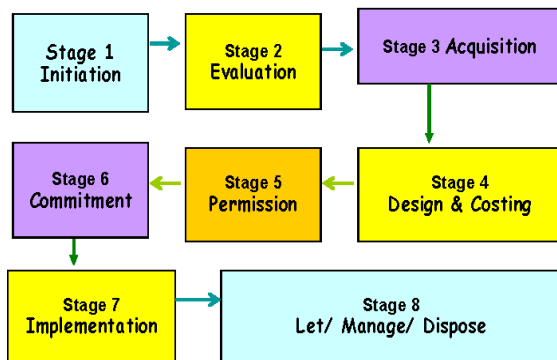 Stage 1
Initiation
Stage 2
Evaluation
Stage 3 Acquisition
Stage 4
Design & Costing
Stage 5
Permission
Stage 6
Commitment
Stage 7
Implementation
Stage 8
Let/ Manage/ Dispose